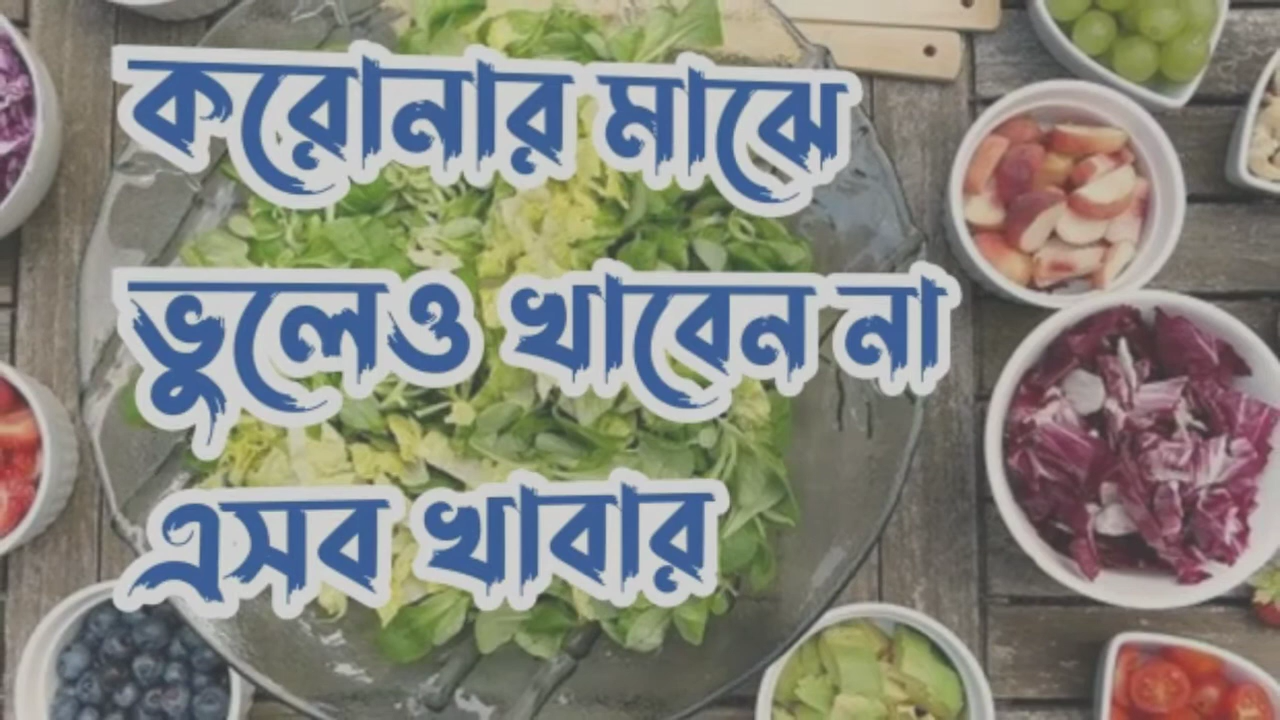 করোনার মাঝে
ভুলেও খাবেন না
এসব খাবার